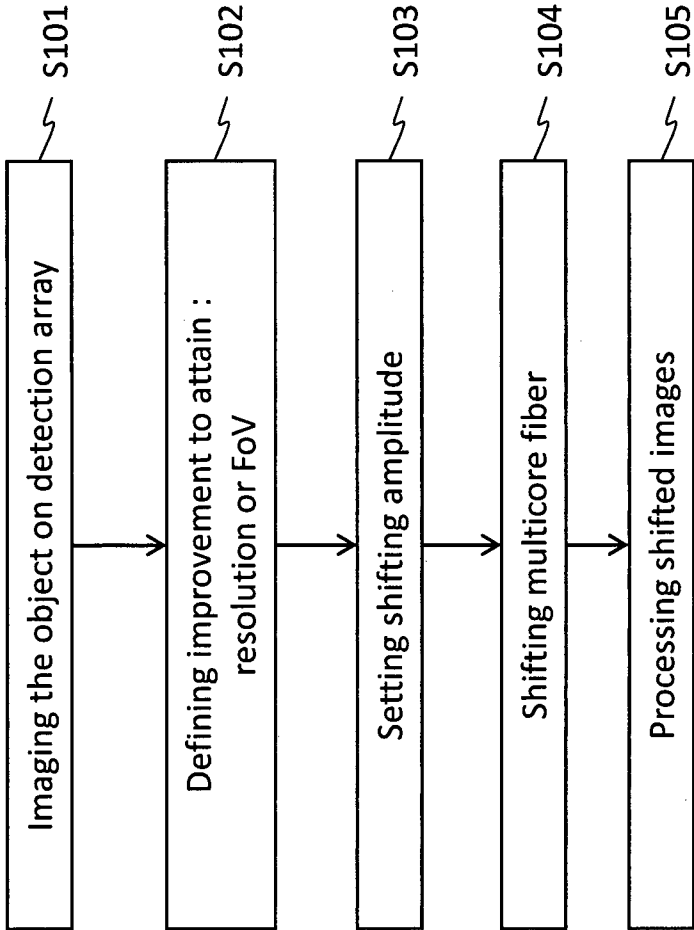 Imaging the object on detection array
S101
Defining improvement to attain :
resolution or FoV
S102
Setting shifting amplitude
S103
Shifting multicore fiber
S104
Processing shifted images
S105